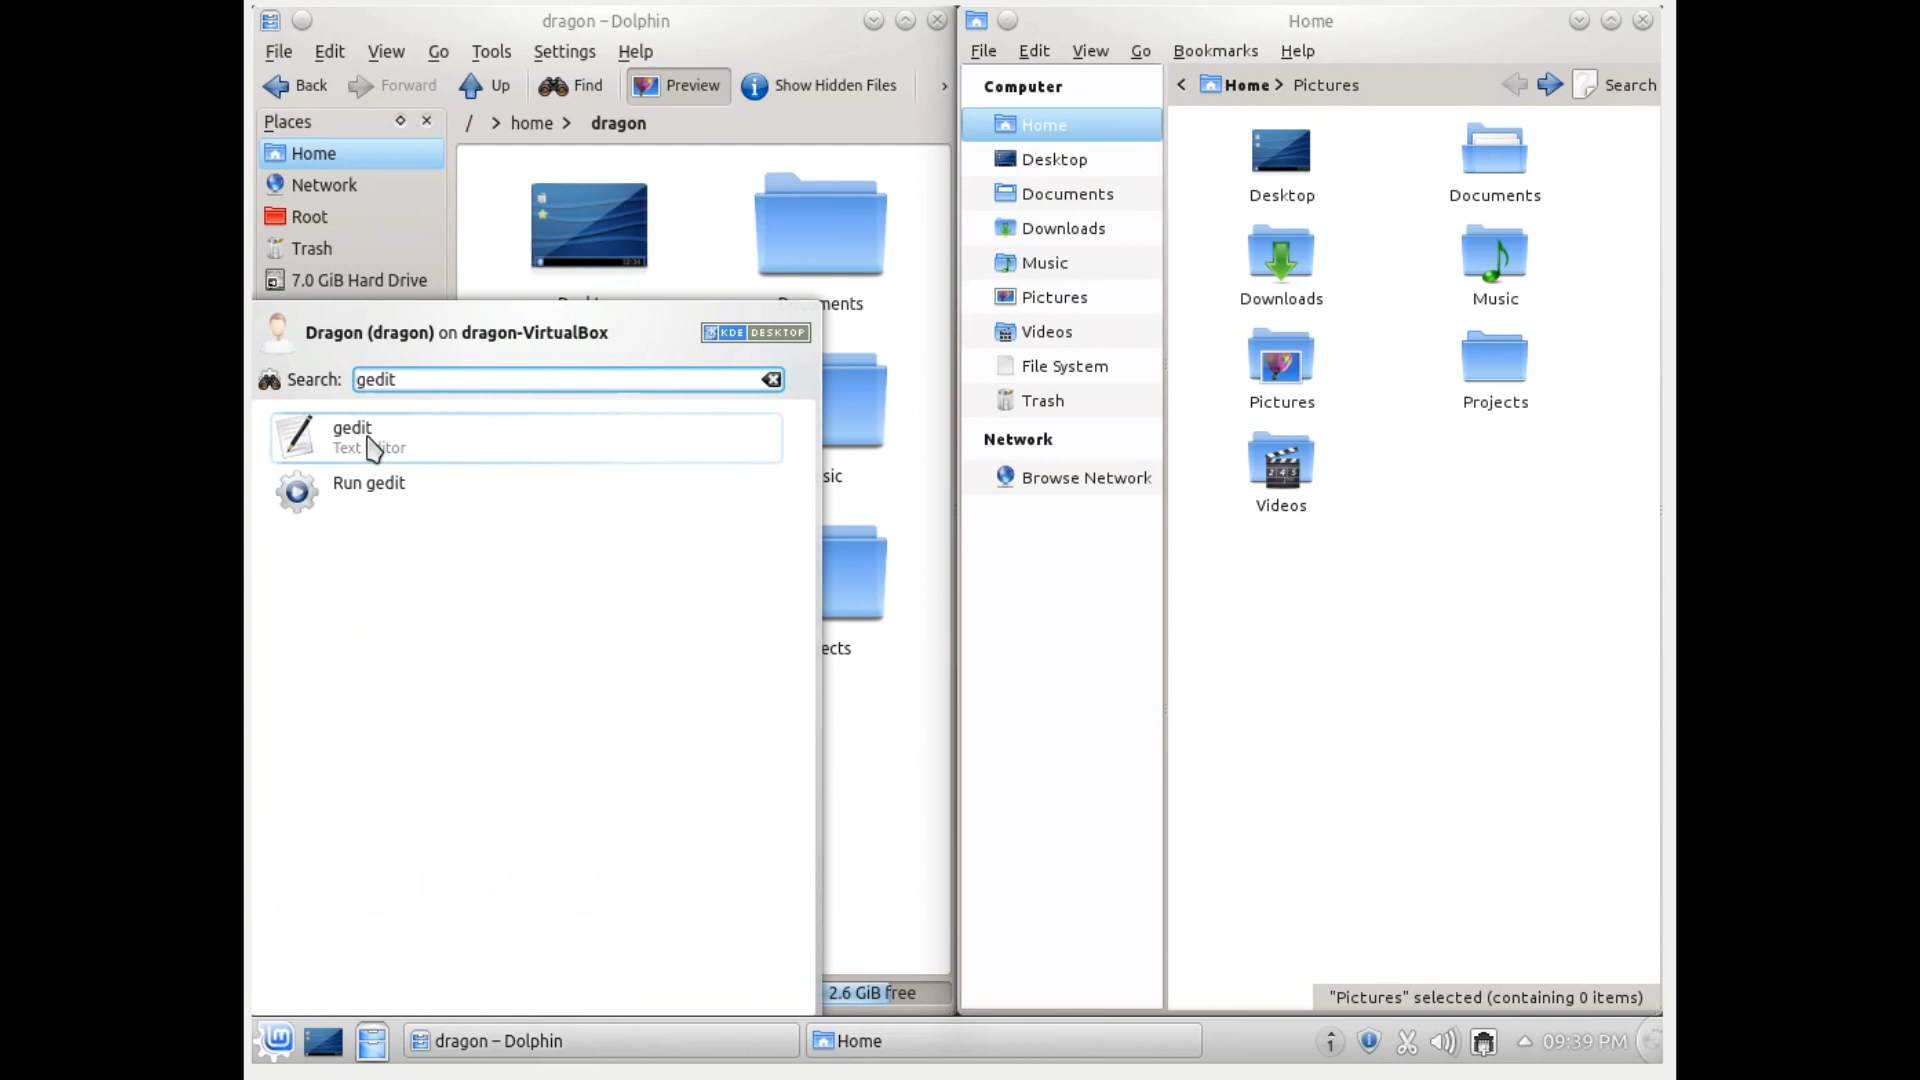 dragon – Dolphin
File Edit View Go Tools Settings Help
Back Forward Up Find Preview Show Hidden Files ›
Places
/ > home > dragon
Home
Network
Root
Trash
7.0 GiB Hard Drive
uments
Dragon (dragon) on dragon-VirtualBox
KDE DESKTOP
Search: gedit
gedit
Text itor
Run gedit
sic
ects
2.6 GiB free
Home
File Edit View Go Bookmarks Help
Computer
< Home > Pictures
Search
Home
Desktop
Documents
Downloads
Music
Pictures
Videos
File System
Trash
Network
Browse Network
Desktop
Documents
Downloads
Music
Pictures
Projects
Videos
"Pictures" selected (containing 0 items)
dragon – Dolphin
Home
1
09:39 PM